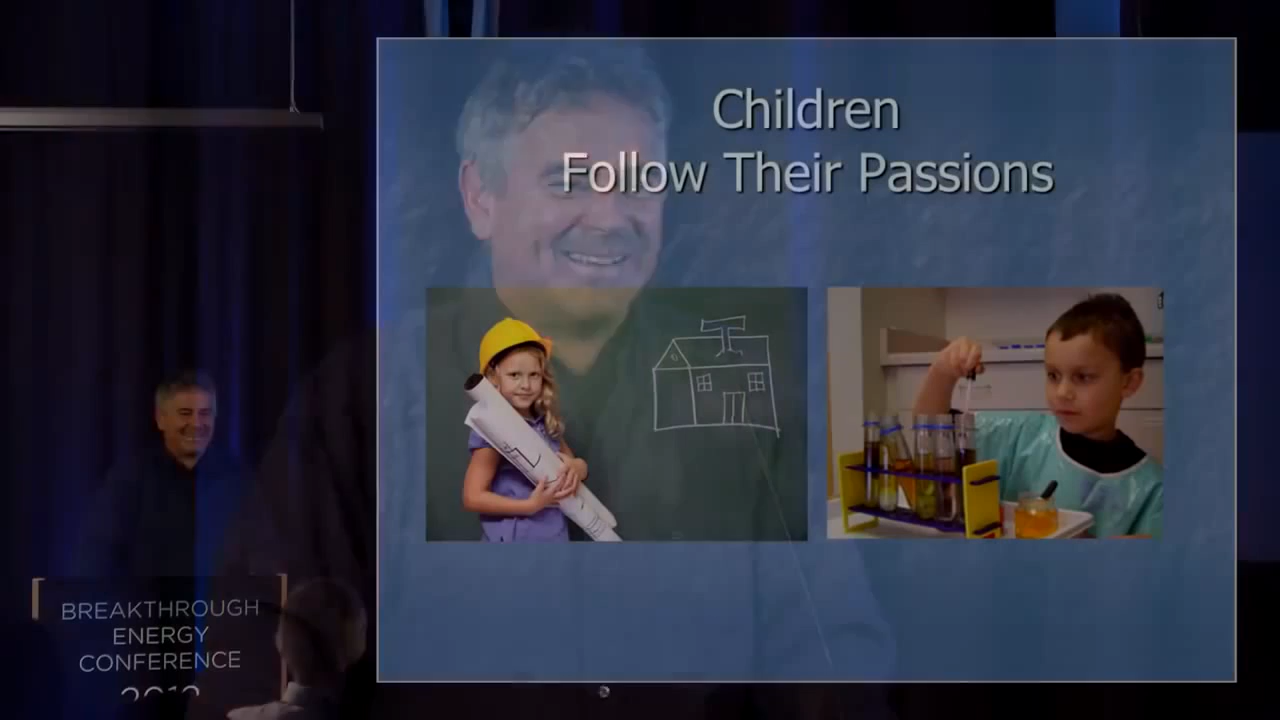 Children
Follow Their Passions
BREAKTHROUGH
ENERGY
CONFERENCE